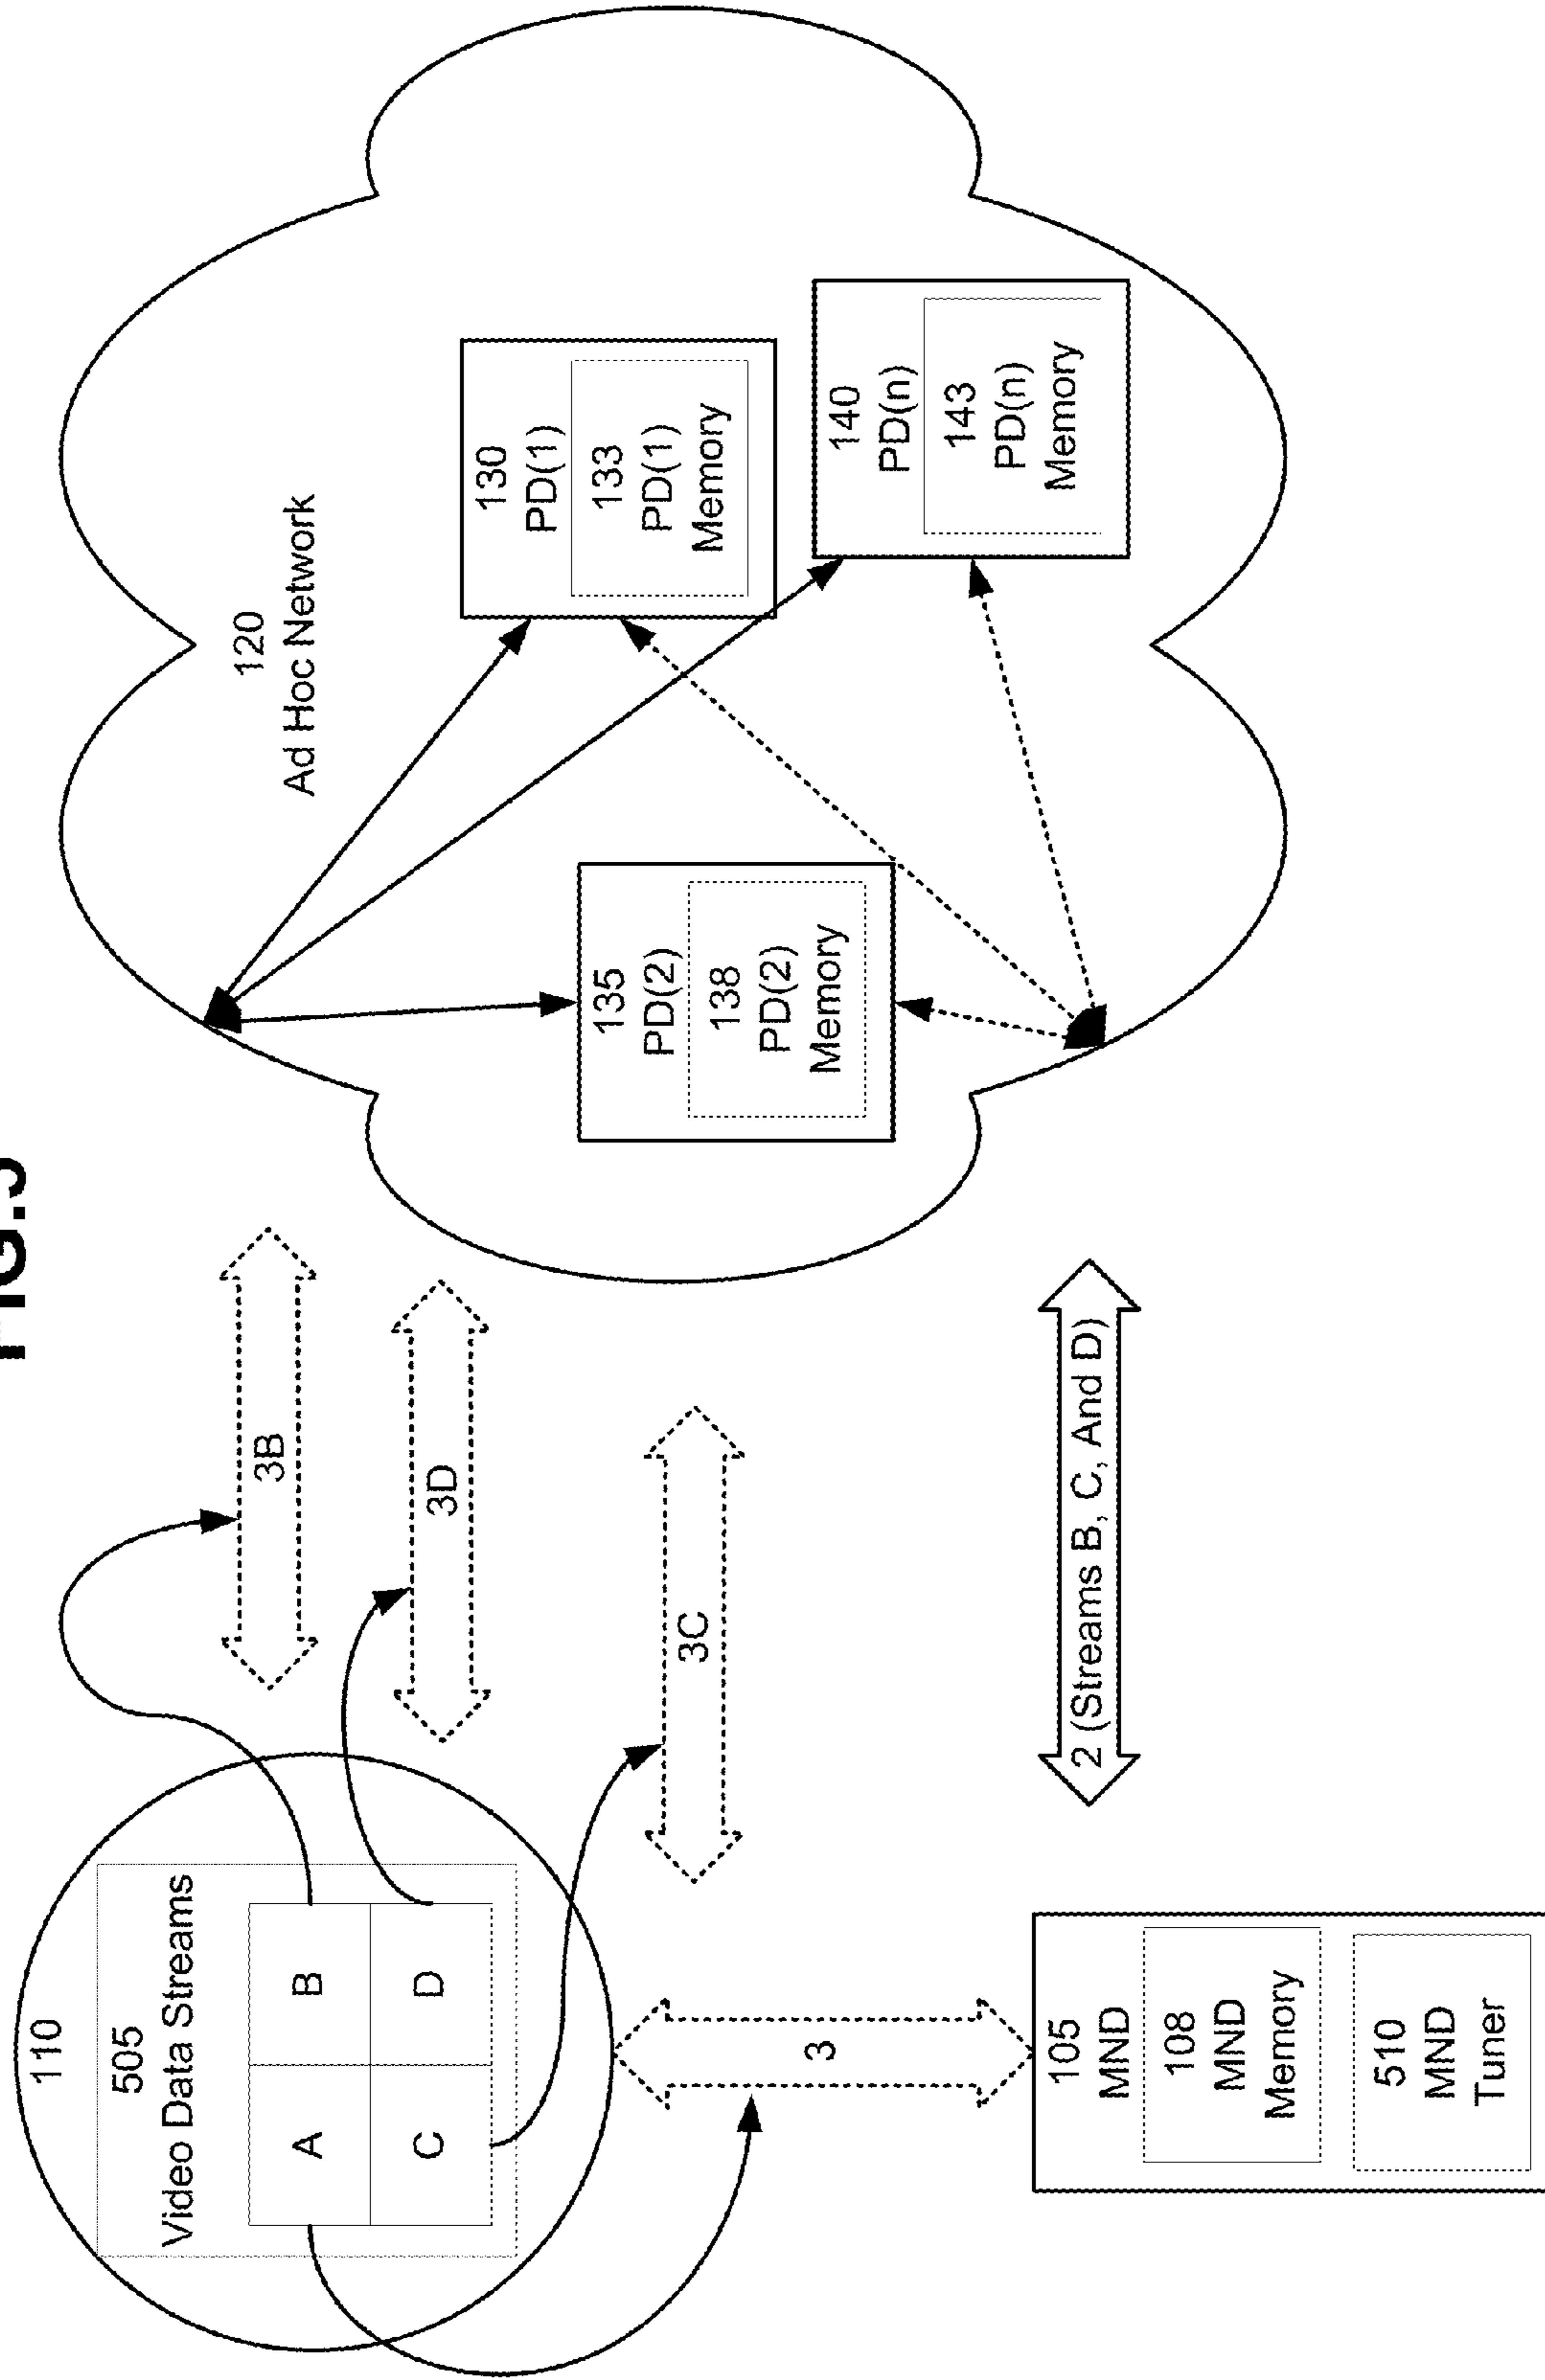 FIG.5
110
505
Video Data Streams
A
B
C
D
3B
3D
3C
3
105
MND
108
MND
Memory
510
MND
Tuner
2 (Streams B, C, And D)
120
Ad Hoc Network
135
PD(2)
138
PD(2)
Memory
130
PD(1)
133
PD(1)
Memory
140
PD(n)
143
PD(n)
Memory